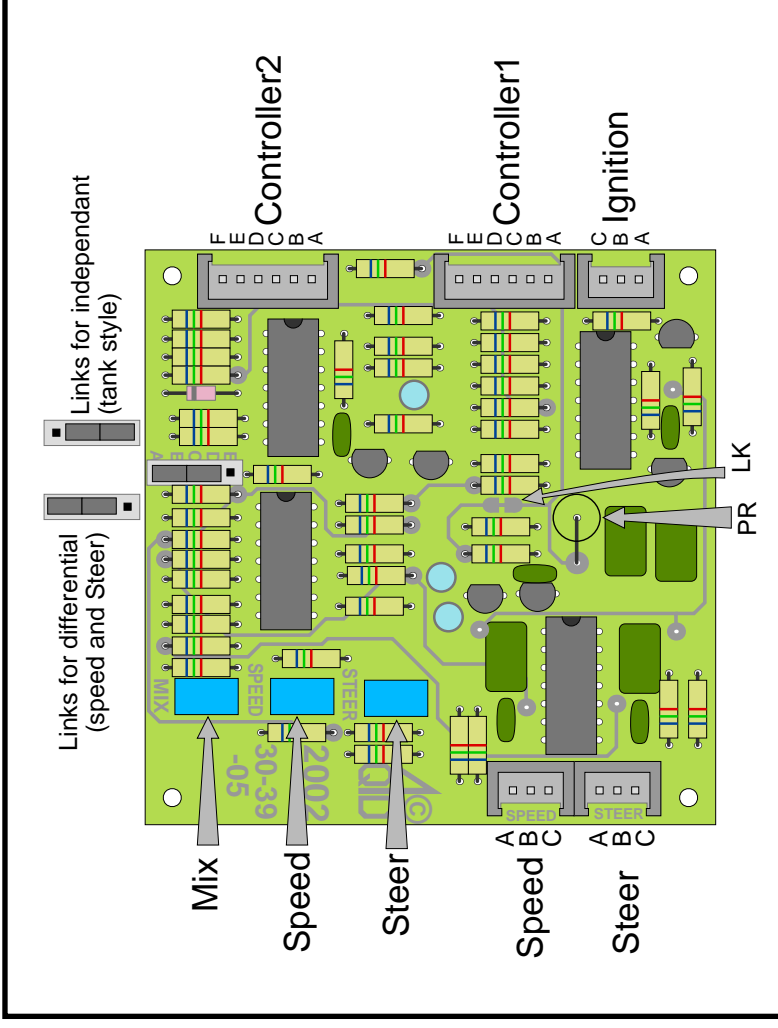 Links for independant
(tank style)
Links for differential
(speed and Steer)
Controller2
F
E
D
C
B
A
Controller1
F
E
D
C
B
A
Ignition
C
B
A
A
B
C
D
E
LK
PR
MIX
SPEED
STEER
2002
30-39
-05
QID
©
Mix
Speed
Steer
SPEED
STEER
A
B
C
Speed
A
B
C
Steer